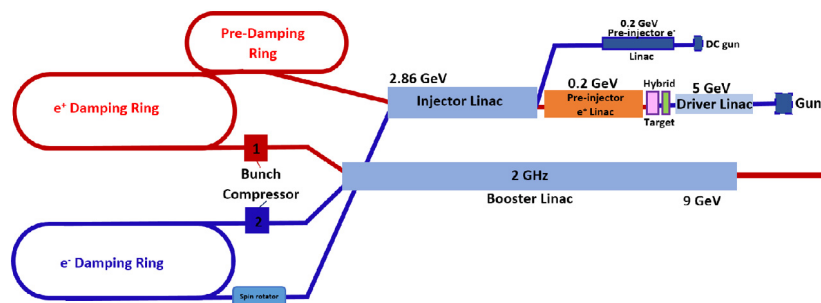 0.2 GeV
Pre-injector e-
Linac
DC gun
Pre-Damping
Ring
2.86 GeV
Injector Linac
0.2 GeV
Pre-injector
e+ Linac
Hybrid
Target
5 GeV
Driver Linac
Gun
e+ Damping Ring
1
Bunch
Compressor
2 GHz
Booster Linac
9 GeV
2
e- Damping Ring
Spin rotator